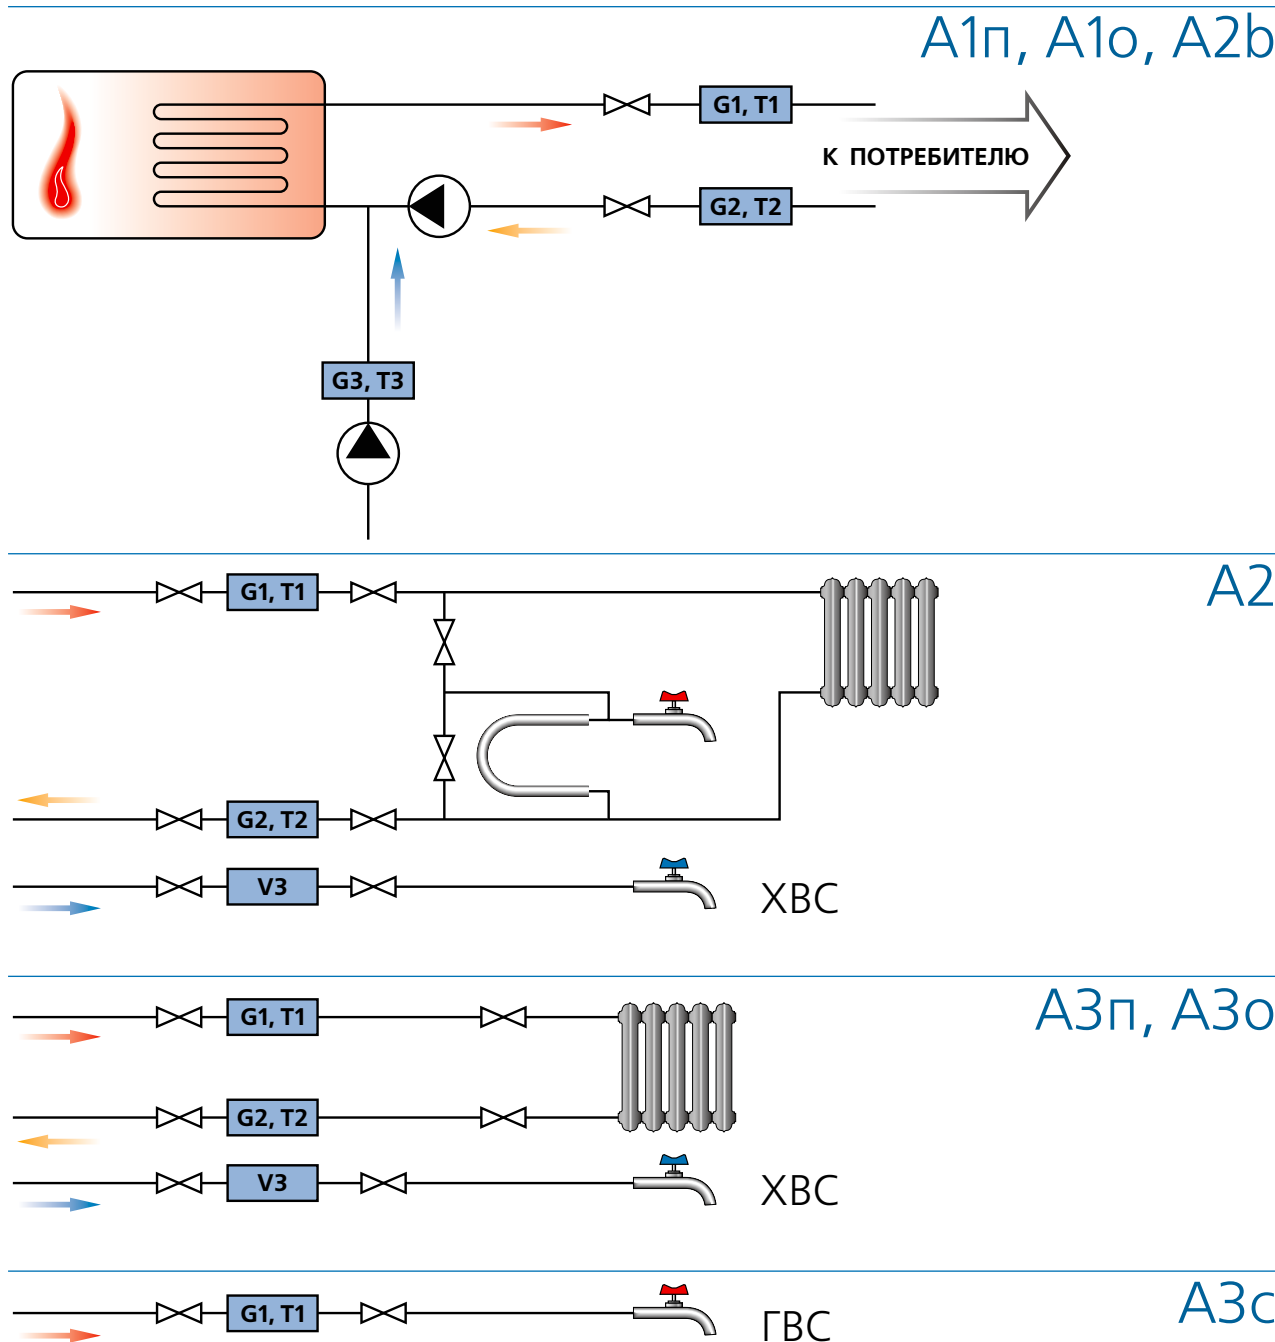 А1п, А1о, А2b
G1, T1
К ПОТРЕБИТЕЛЮ
G2, T2
G3, T3
А2
G1, T1
G2, T2
V3
ХВС
А3п, А3о
G1, T1
G2, T2
V3
ХВС
А3с
G1, T1
ГВС